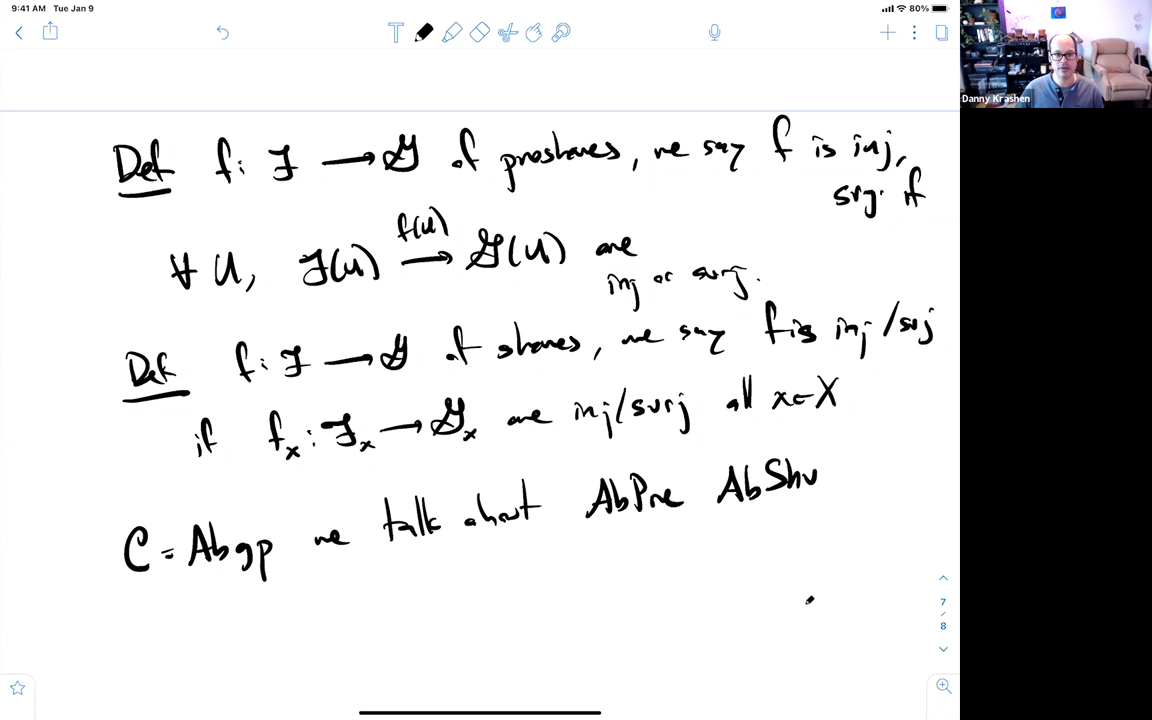 9:41 AM Tue Jan 9
80%
Danny Krashen
Def f: F → G of presheaves, we say f is inj,
surj. if
∀ U, F(U) f(U) → G(U) are
inj or surj.
Def f: F → G of sheaves, we say f is inj/surj
if fₓ: Fₓ → Gₓ are inj/surj all x∈X
C = Abgp we talk about AbPre AbShv
7
/
8